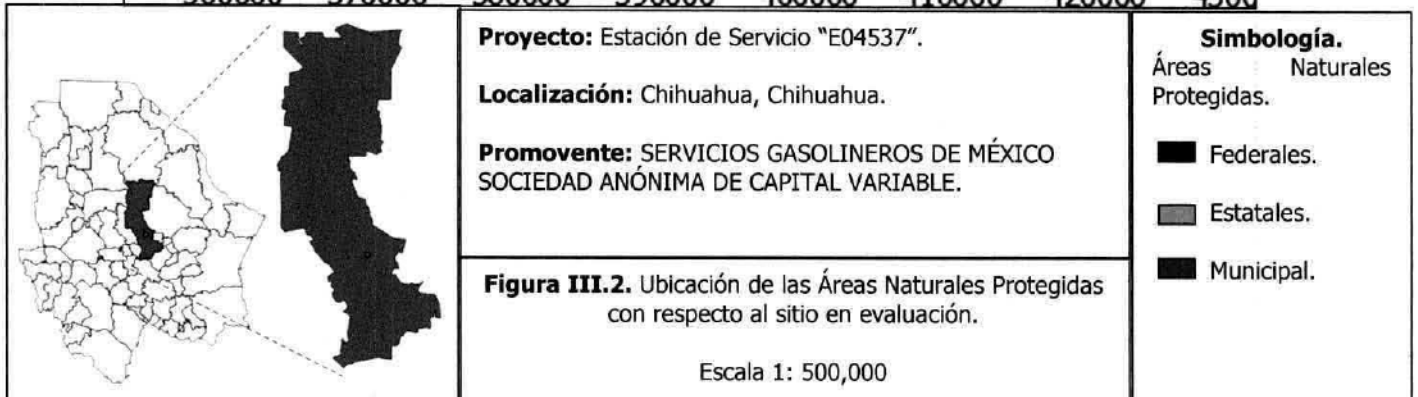 Proyecto: Estación de Servicio "E04537".
Localización: Chihuahua, Chihuahua.
Promovente: SERVICIOS GASOLINEROS DE MÉXICO
SOCIEDAD ANÓNIMA DE CAPITAL VARIABLE.
Figura III.2. Ubicación de las Áreas Naturales Protegidas
con respecto al sitio en evaluación.
Escala 1: 500,000
Simbología.
Áreas Naturales
Protegidas.
Federales.
Estatales.
Municipal.